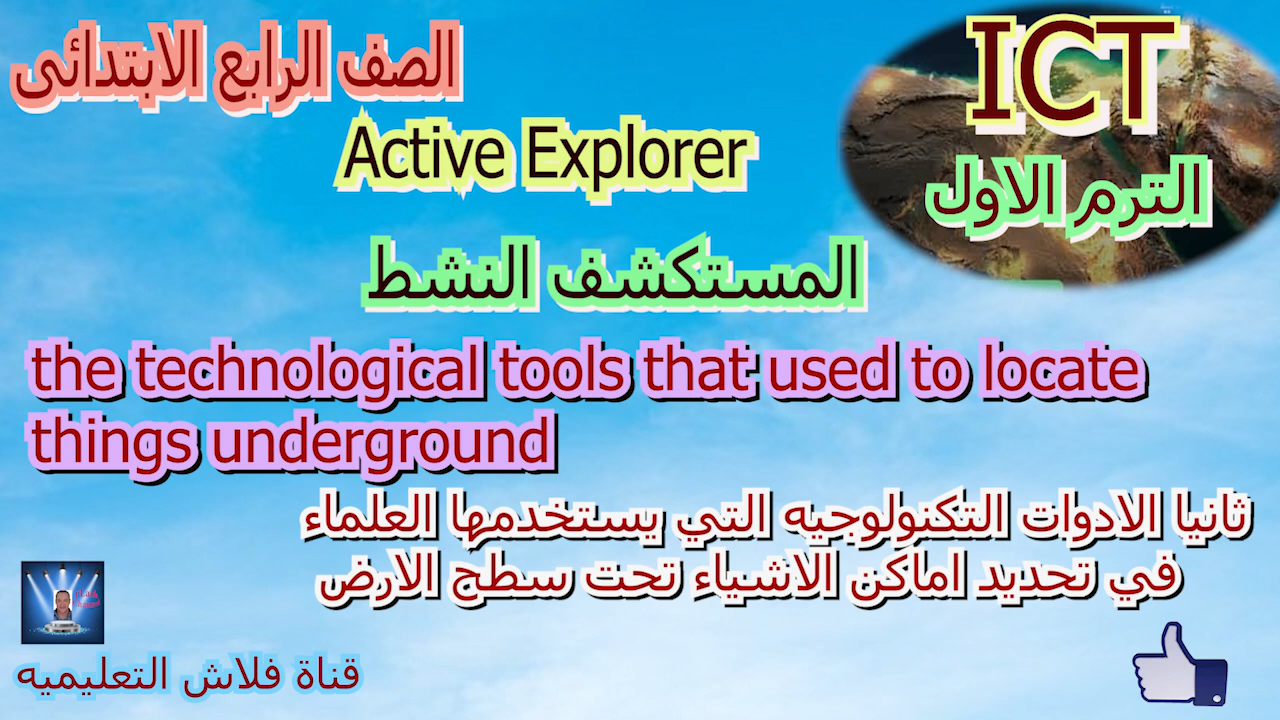 الصف الرابع الابتدائى
ICT
Active Explorer
الترم الاول
المستكشف النشط
the technological tools that used to locate
things underground
ثانيا الادوات التكنولوجيه التي يستخدمها العلماء
في تحديد اماكن الاشياء تحت سطح الارض
قناة فلاش التعليميه